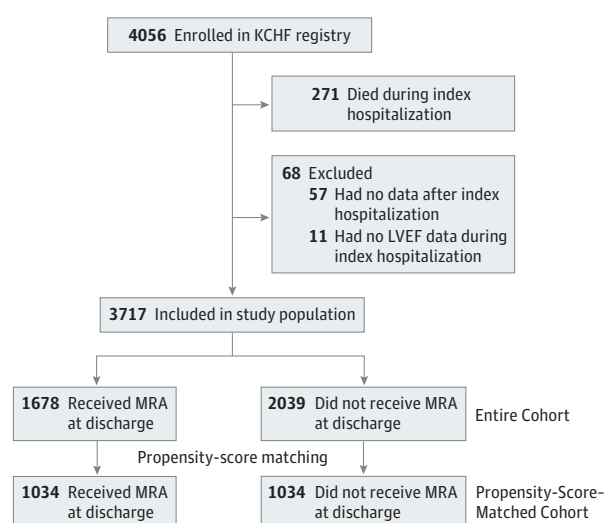 4056 Enrolled in KCHF registry
271 Died during index
hospitalization
68 Excluded
57 Had no data after index
hospitalization
11 Had no LVEF data during
index hospitalization
3717 Included in study population
1678 Received MRA
at discharge
2039 Did not receive MRA
at discharge
Entire Cohort
Propensity-score matching
1034 Received MRA
at discharge
1034 Did not receive MRA
at discharge
Propensity-Score-
Matched Cohort